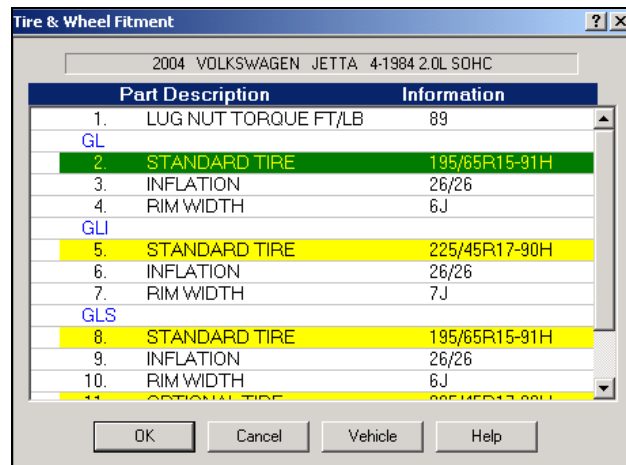 Tire & Wheel Fitment
2004 VOLKSWAGEN JETTA 4-1984 2.0L SOHC
Part Description Information
1. LUG NUT TORQUE FT/LB 89
GL
2. STANDARD TIRE 195/65R15-91H
3. INFLATION 26/26
4. RIM WIDTH 6J
GLI
5. STANDARD TIRE 225/45R17-90H
6. INFLATION 26/26
7. RIM WIDTH 7J
GLS
8. STANDARD TIRE 195/65R15-91H
9. INFLATION 26/26
10. RIM WIDTH 6J
11. OPTIONAL TIRE
OK Cancel Vehicle Help